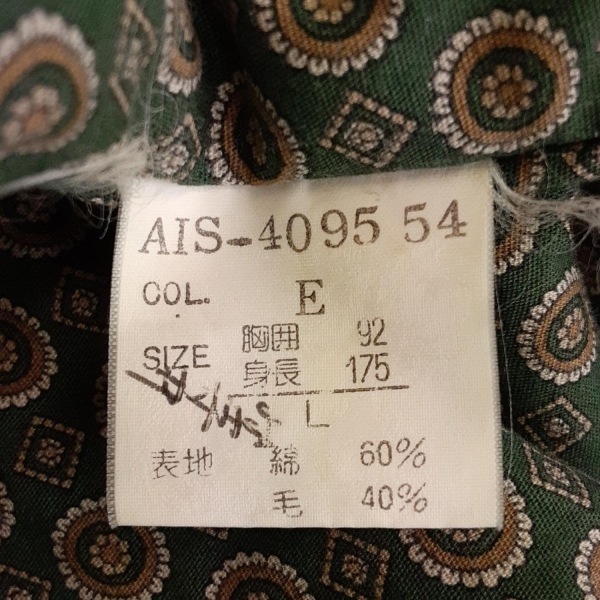 AIS-4095 54
COL. E
SIZE 胸囲 92
身長 175
L
表地 綿 60%
毛 40%